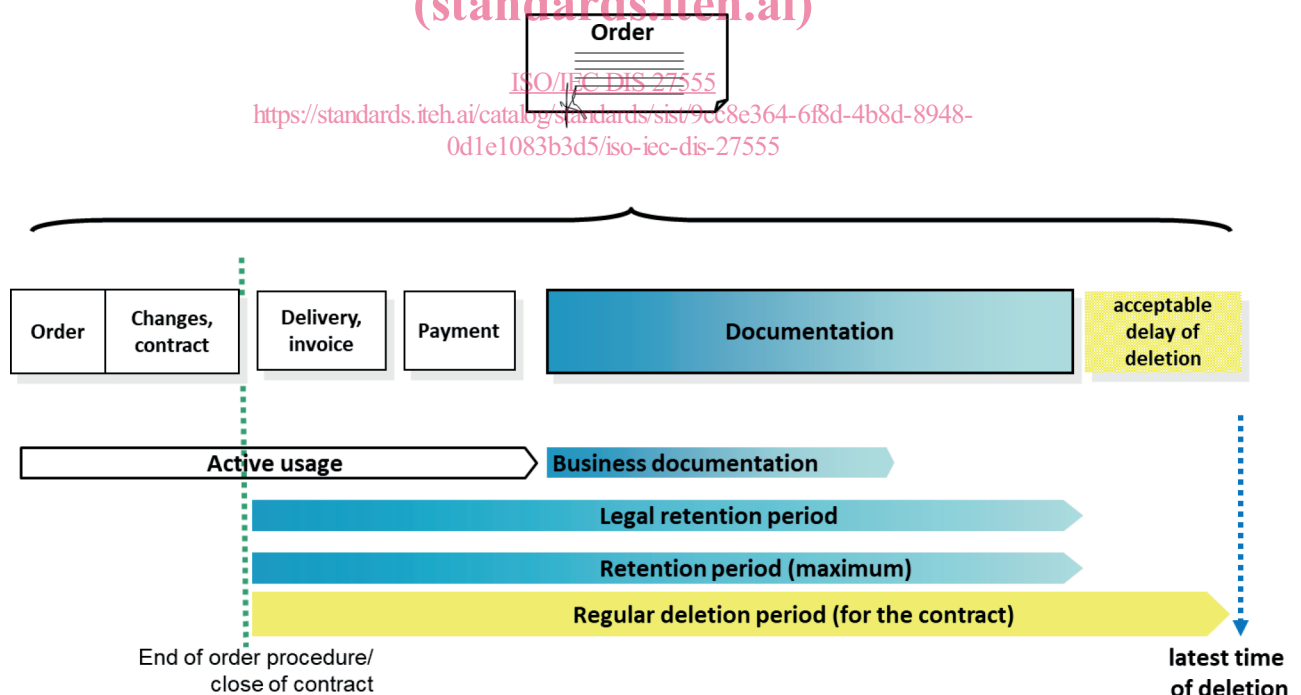 (standards.iteh.ai)
Order
ISO/IEC DIS 27555
https://standards.iteh.ai/catalog/standards/sist/9cc8e364-6f8d-4b8d-8948-
0d1e1083b3d5/iso-iec-dis-27555
Order
Changes,
contract
Delivery,
invoice
Payment
Documentation
acceptable
delay of
deletion
Active usage
Business documentation
Legal retention period
Retention period (maximum)
Regular deletion period (for the contract)
End of order procedure/
close of contract
latest time
of deletion